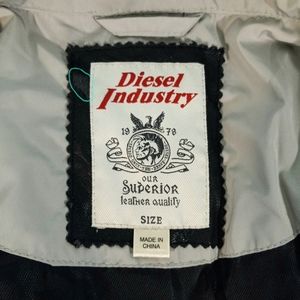 Diesel
Industry
19 78
OUR
Superior
leather quality
SIZE
MADE IN
CHINA